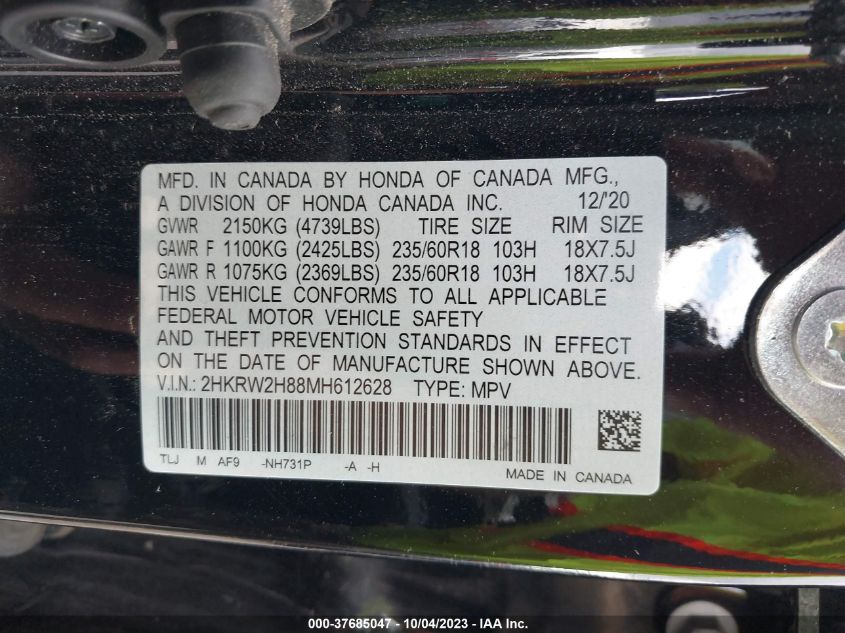 MFD. IN CANADA BY HONDA OF CANADA MFG.,
A DIVISION OF HONDA CANADA INC. 12/'20
GVWR 2150KG (4739LBS) TIRE SIZE RIM SIZE
GAWR F 1100KG (2425LBS) 235/60R18 103H 18X7.5J
GAWR R 1075KG (2369LBS) 235/60R18 103H 18X7.5J
THIS VEHICLE CONFORMS TO ALL APPLICABLE
FEDERAL MOTOR VEHICLE SAFETY
AND THEFT PREVENTION STANDARDS IN EFFECT
ON THE DATE OF MANUFACTURE SHOWN ABOVE.
V.I.N.: 2HKRW2H88MH612628 TYPE: MPV
TLJ M AF9 -NH731P -A -H
MADE IN CANADA
000-37685047 - 10/04/2023 - IAAI.com.